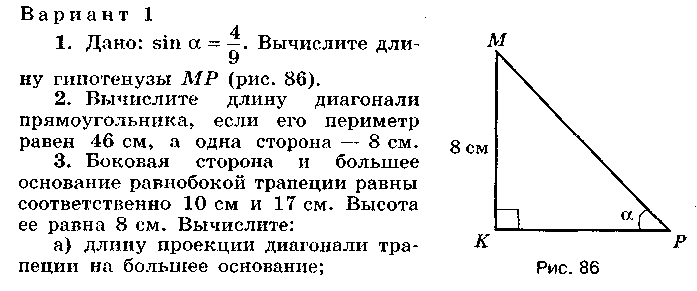 Вариант 1
1. Дано: sin α = 4/9. Вычислите дли-
ну гипотенузы MP (рис. 86).
2. Вычислите длину диагонали
прямоугольника, если его периметр
равен 46 см, а одна сторона — 8 см.
3. Боковая сторона и большее
основание равнобокой трапеции равны
соответственно 10 см и 17 см. Высота
ее равна 8 см. Вычислите:
а) длину проекции диагонали тра-
пеции на большее основание;
M
8 см
α
K
P
Рис. 86